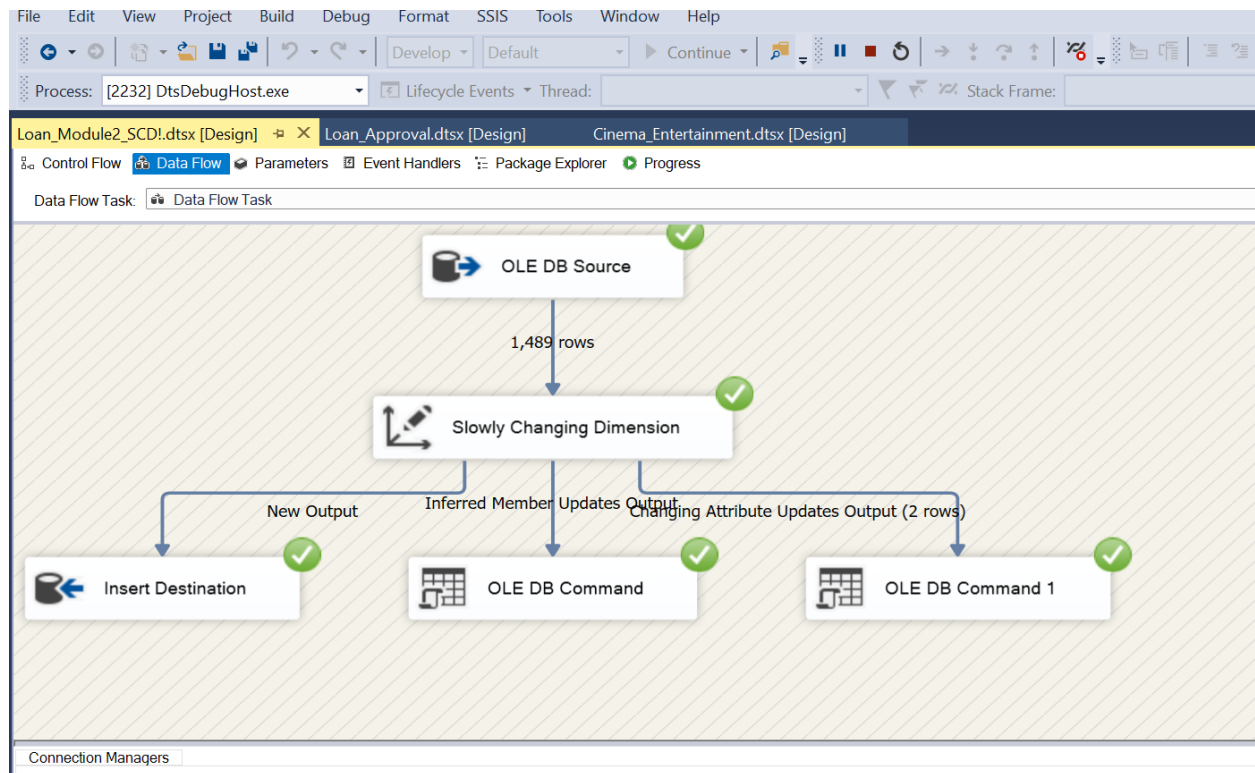 File Edit View Project Build Debug Format SSIS Tools Window Help
Develop Default Continue
Process: [2232] DtsDebugHost.exe Lifecycle Events Thread: Stack Frame:
Loan_Module2_SCD!.dtsx [Design] Loan_Approval.dtsx [Design] Cinema_Entertainment.dtsx [Design]
Control Flow Data Flow Parameters Event Handlers Package Explorer Progress
Data Flow Task: Data Flow Task
OLE DB Source
1,489 rows
Slowly Changing Dimension
New Output Inferred Member Updates Output Changing Attribute Updates Output (2 rows)
Insert Destination OLE DB Command OLE DB Command 1
Connection Managers